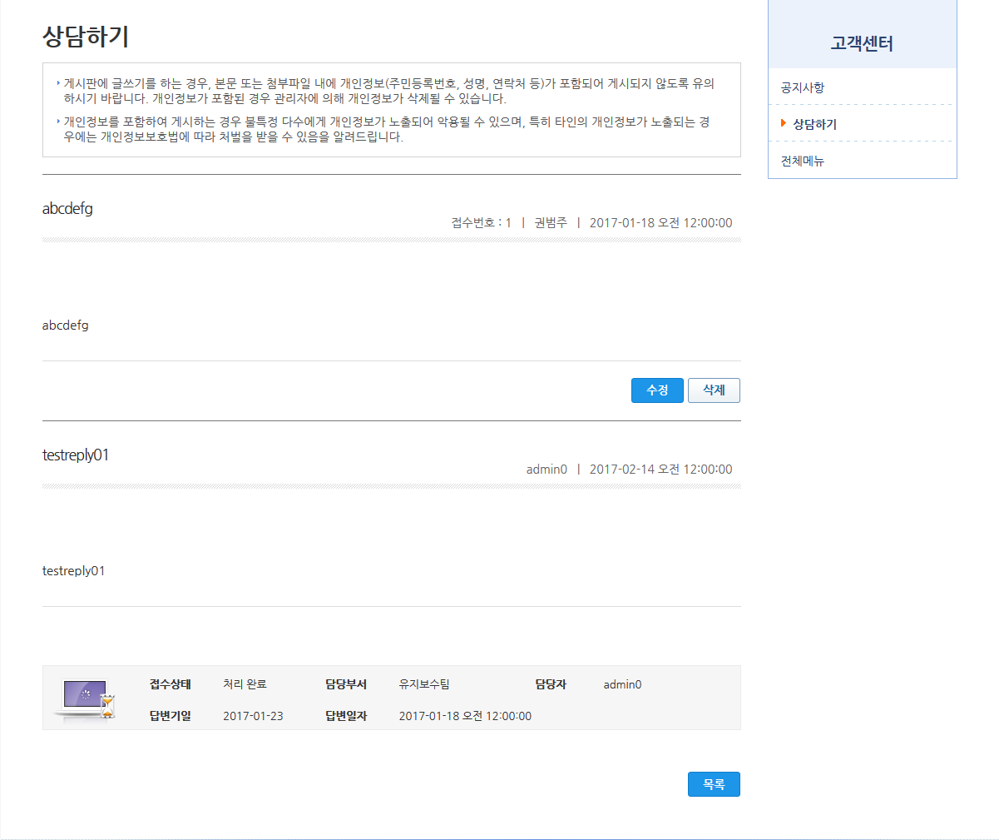 상담하기
게시판에 글쓰기를 하는 경우, 본문 또는 첨부파일 내에 개인정보(주민등록번호, 성명, 연락처 등)가 포함되어 게시되지 않도록 유의
하시기 바랍니다. 개인정보가 포함된 경우 관리자에 의해 개인정보가 삭제될 수 있습니다.
개인정보를 포함하여 게시하는 경우 불특정 다수에게 개인정보가 노출되어 악용될 수 있으며, 특히 타인의 개인정보가 노출되는 경
우에는 개인정보보호법에 따라 처벌을 받을 수 있음을 알려드립니다.
abcdefg
접수번호 : 1 | 권범주 | 2017-01-18 오전 12:00:00
abcdefg
수정 삭제
testreply01
admin0 | 2017-02-14 오전 12:00:00
testreply01
접수상태 처리 완료 담당부서 유지보수팀 담당자 admin0
답변기일 2017-01-23 답변일자 2017-01-18 오전 12:00:00
목록
고객센터
공지사항
상담하기
전체메뉴